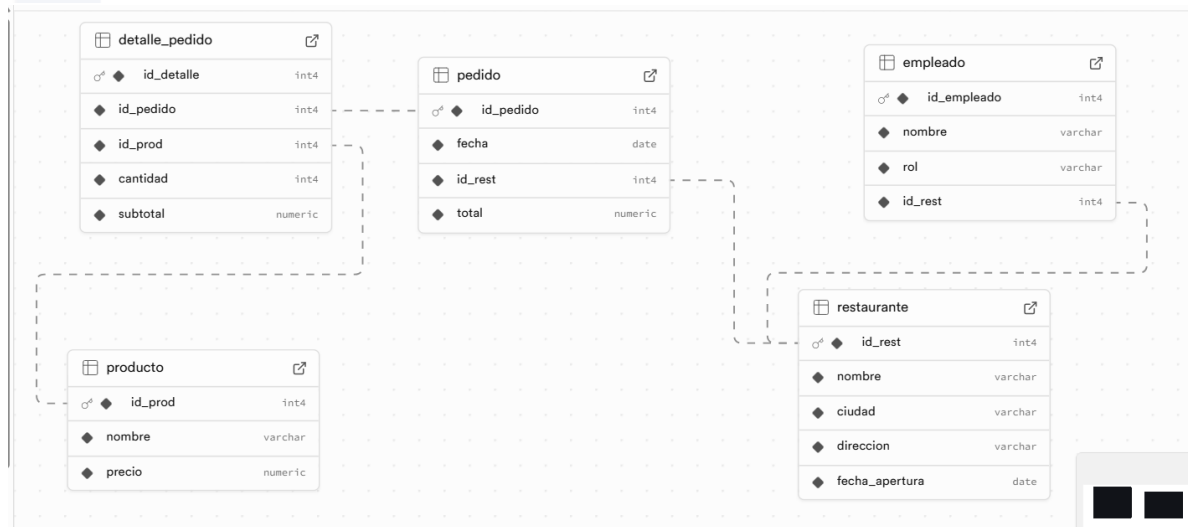 detalle_pedido
id_detalle int4
id_pedido int4
id_prod int4
cantidad int4
subtotal numeric
pedido
id_pedido int4
fecha date
id_rest int4
total numeric
empleado
id_empleado int4
nombre varchar
rol varchar
id_rest int4
producto
id_prod int4
nombre varchar
precio numeric
restaurante
id_rest int4
nombre varchar
ciudad varchar
direccion varchar
fecha_apertura date